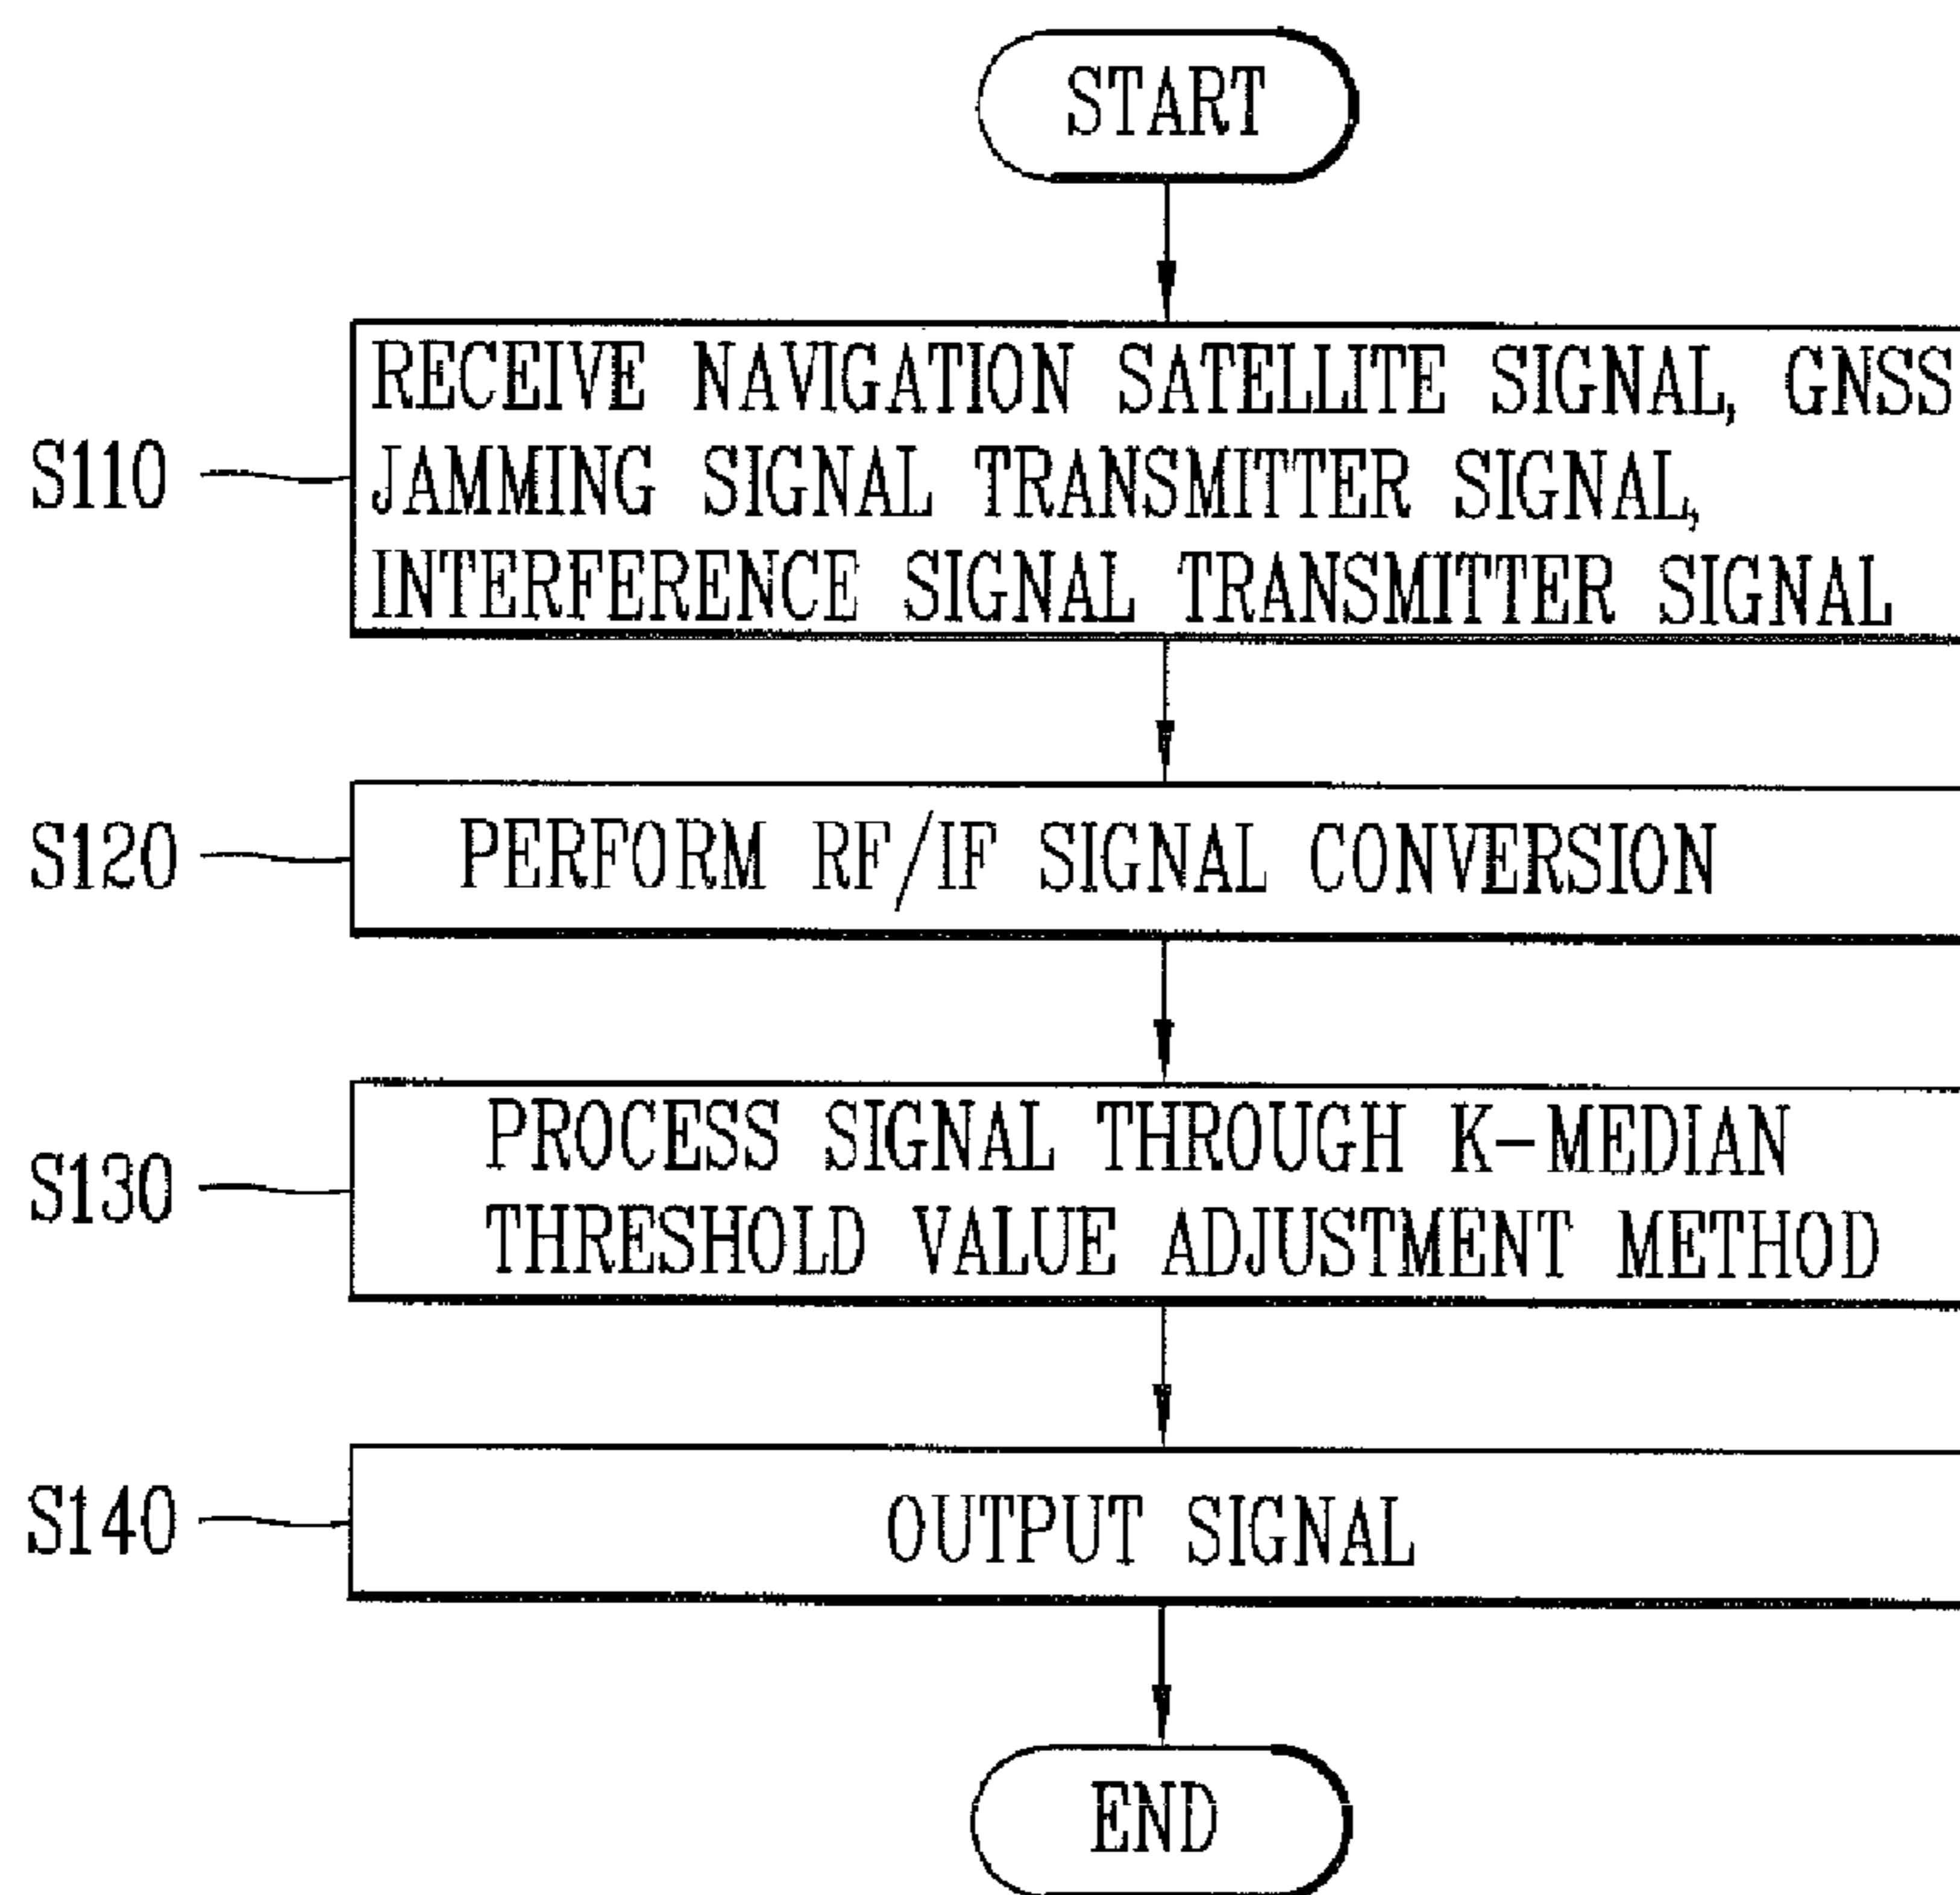 START
S110
RECEIVE NAVIGATION SATELLITE SIGNAL, GNSS
JAMMING SIGNAL TRANSMITTER SIGNAL,
INTERFERENCE SIGNAL TRANSMITTER SIGNAL
S120
PERFORM RF/IF SIGNAL CONVERSION
S130
PROCESS SIGNAL THROUGH K-MEDIAN
THRESHOLD VALUE ADJUSTMENT METHOD
S140
OUTPUT SIGNAL
END